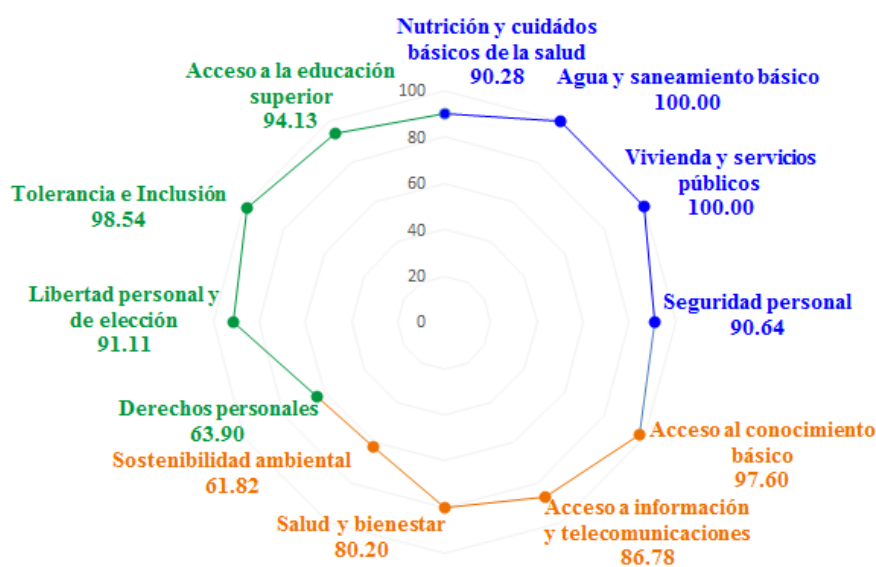 Nutrición y cuidádos
básicos de la salud
90.28
Agua y saneamiento básico
100.00
Vivienda y servicios
públicos
100.00
Seguridad personal
90.64
Acceso al conocimiento
básico
97.60
Acceso a información
y telecomunicaciones
86.78
Salud y bienestar
80.20
Sostenibilidad ambiental
61.82
Derechos personales
63.90
Libertad personal y
de elección
91.11
Tolerancia e Inclusión
98.54
Acceso a la educación
superior
94.13
100
80
60
40
20
0